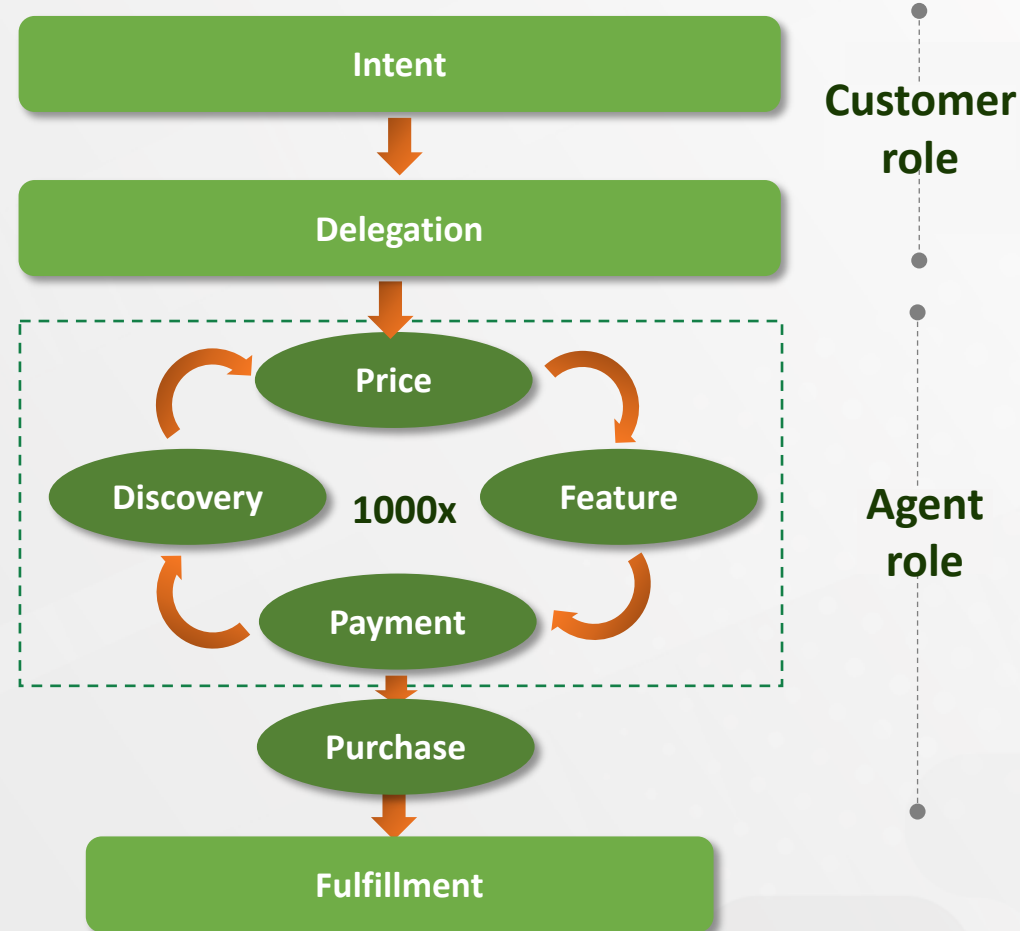 Intent
Customer
role
Delegation
Price
Discovery
1000x
Feature
Agent
role
Payment
Purchase
Fulfillment